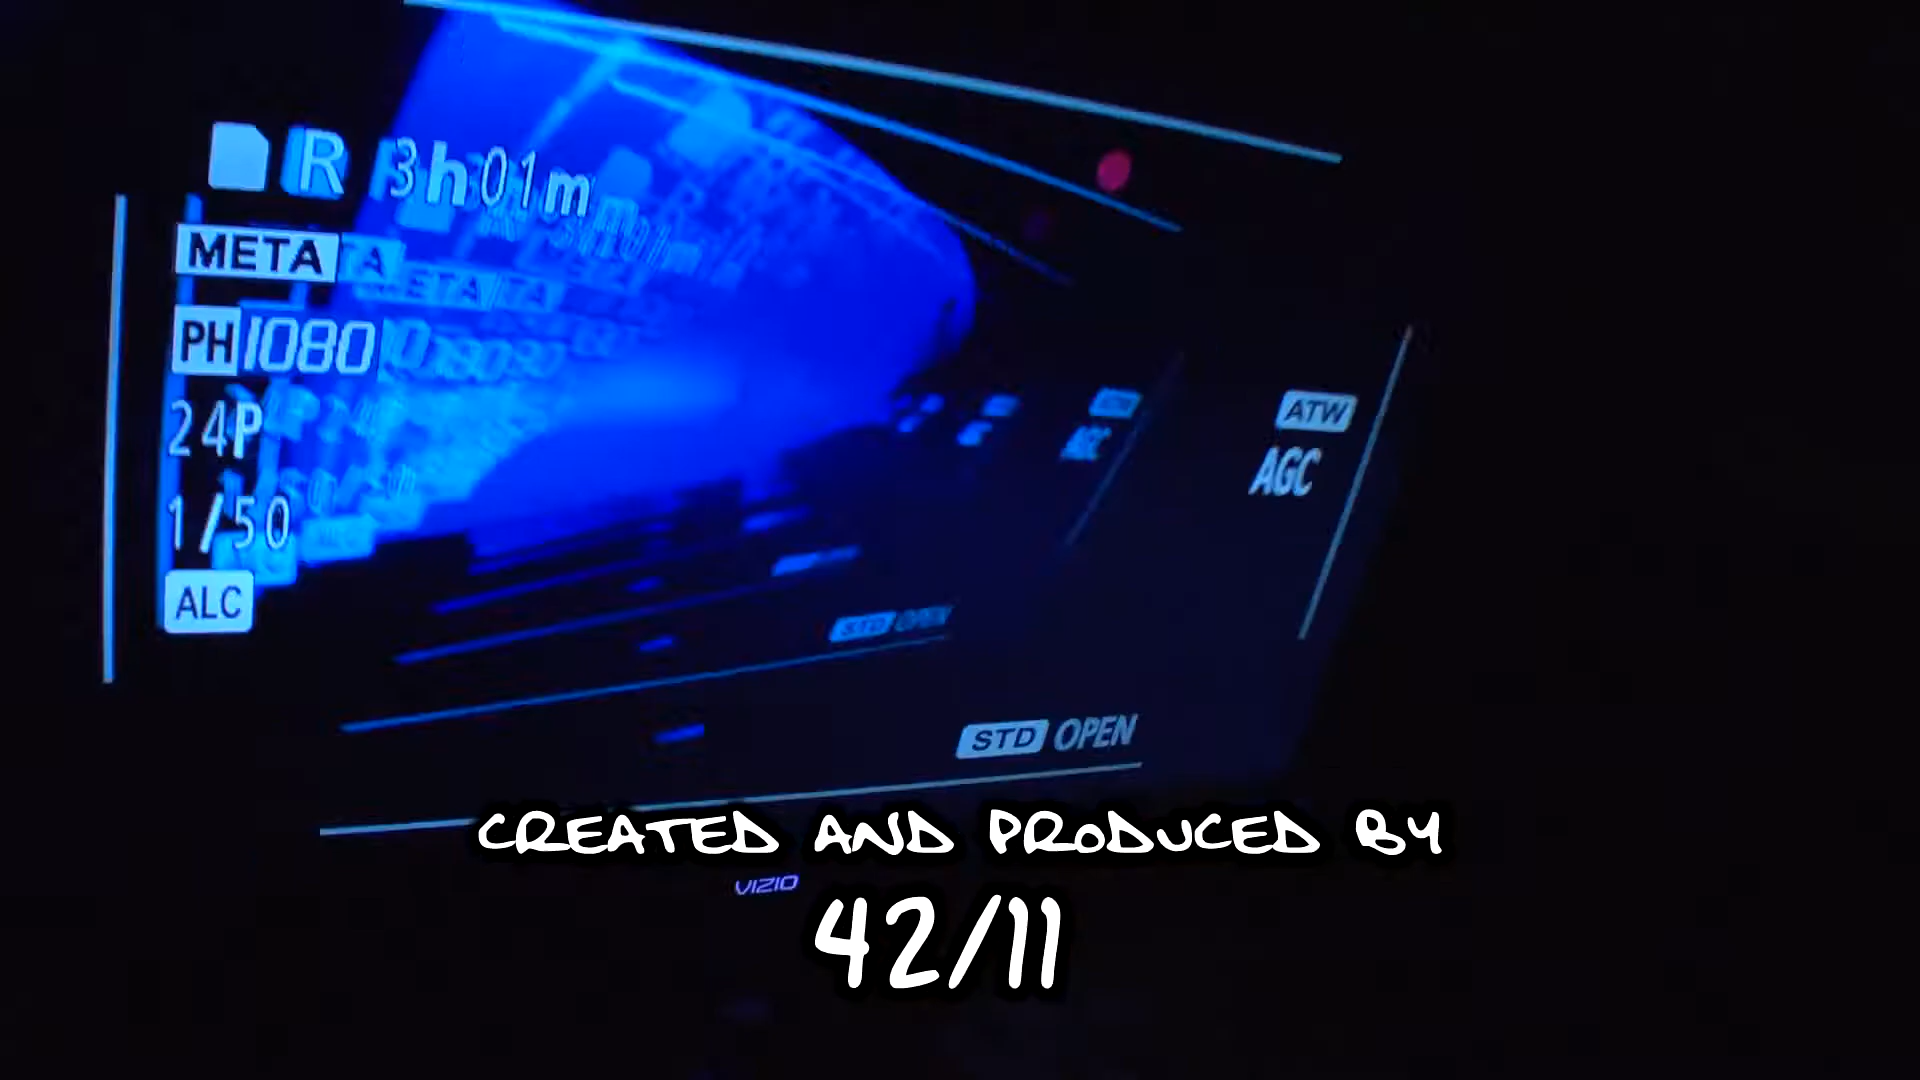 R 3h01m
META
PH 1080
24P
1/50
ALC
ATW
AGC
STD OPEN
CREATED AND PRODUCED BY
VIZIO
42/11